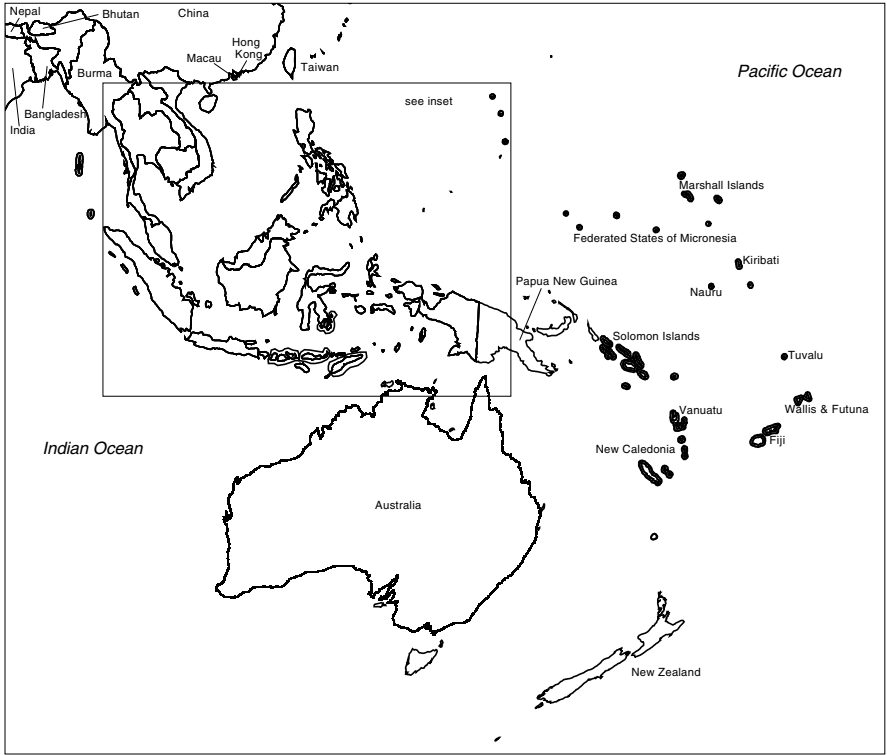 Nepal
Bhutan
China
Hong
Kong
Macau
Taiwan
Burma
Pacific Ocean
see inset
Bangladesh
India
Marshall Islands
Federated States of Micronesia
Kiribati
Papua New Guinea
Nauru
Solomon Islands
Tuvalu
Vanuatu
Wallis & Futuna
Fiji
Indian Ocean
New Caledonia
Australia
New Zealand